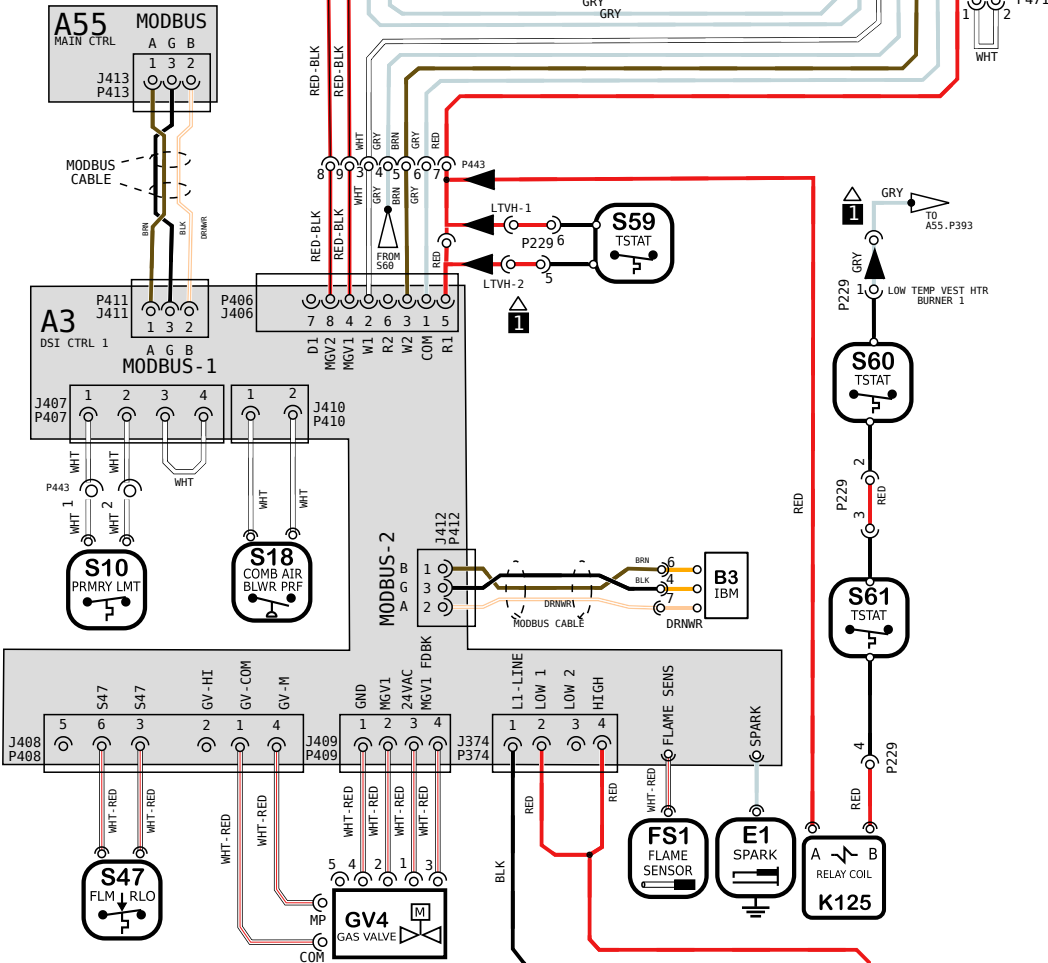 A55 MODBUS
MAIN CTRL
A G B
J413 1 3 2
P413
MODBUS
CABLE
BRN
BLK
DRNWR
GRY
GRY
RED-BLK
RED-BLK
WHT
GRY
BRN
GRY
RED
8 9 3 4 5 6 7 P443
WHT
GRY
BRN
GRY
RED-BLK
RED-BLK
FROM
S60
RED
LTVH-1
P229 6
LTVH-2
5
S59
TSTAT
1
1 2
WHT
1
GRY
TO
A55.P393
GRY
P229
1
LOW TEMP VEST HTR
BURNER 1
S60
TSTAT
2
P229
RED
3
S61
TSTAT
4
P229
RED
RED
A B
RELAY COIL
K125
A3
DSI CTRL 1
P411
J411
1 3 2
A G B
MODBUS-1
P406
J406
7 8 4 2 6 3 1 5
D1
MGV2
MGV1
W1
R2
W2
COM
R1
J407
P407
1 2 3 4
J410
P410
1 2
WHT
WHT
WHT
WHT
WHT
P443
1
2
WHT
WHT
S10
PRMRY LMT
S18
COMB AIR
BLWR PRF
MODBUS-2
J412
P412
B 1
G 3
A 2
BRN
BLK
DRNWR
MODBUS CABLE
6
4
7
DRNWR
B3
IBM
S47
S47
GV-HI
GV-COM
GV-M
J408
P408
5 6 3 2 1 4
GND
MGV1
24VAC
MGV1 FDBK
J409
P409
1 2 3 4
L1-LINE
LOW 1
LOW 2
HIGH
J374
P374
1 2 3 4
FLAME SENS
SPARK
WHT-RED
WHT-RED
WHT-RED
WHT-RED
WHT-RED
WHT-RED
WHT-RED
WHT-RED
RED
RED
BLK
WHT-RED
S47
FLM RLO
5 4 2 1 3
MP
COM
GV4
GAS VALVE
M
FS1
FLAME
SENSOR
E1
SPARK